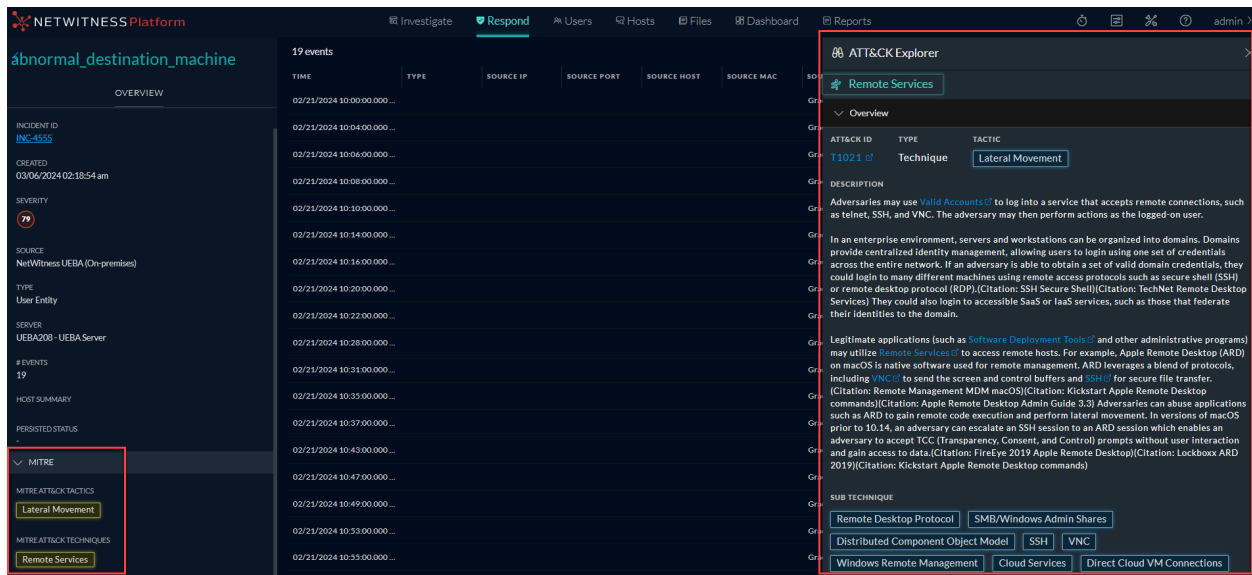 NETWITNESS Platform
Investigate
Respond
Users
Hosts
Files
Dashboard
Reports
admin
abnormal_destination_machine
OVERVIEW
INCIDENT ID
INC-4555
CREATED
03/06/2024 02:18:54 am
SEVERITY
79
SOURCE
NetWitness UEBA (On-premises)
TYPE
User Entity
SERVER
UEBA208 - UEBA Server
# EVENTS
19
HOST SUMMARY
PERSISTED STATUS
-
MITRE
MITRE ATT&CK TACTICS
Lateral Movement
MITRE ATT&CK TECHNIQUES
Remote Services
19 events
TIME TYPE SOURCE IP SOURCE PORT SOURCE HOST SOURCE MAC SOU
02/21/2024 10:00:00.000 ... Gra
02/21/2024 10:04:00.000 ... Gra
02/21/2024 10:06:00.000 ... Gra
02/21/2024 10:08:00.000 ... Gra
02/21/2024 10:10:00.000 ... Gra
02/21/2024 10:14:00.000 ... Gra
02/21/2024 10:16:00.000 ... Gra
02/21/2024 10:20:00.000 ... Gra
02/21/2024 10:22:00.000 ... Gra
02/21/2024 10:28:00.000 ... Gra
02/21/2024 10:31:00.000 ... Gra
02/21/2024 10:35:00.000 ... Gra
02/21/2024 10:37:00.000 ... Gra
02/21/2024 10:43:00.000 ... Gra
02/21/2024 10:47:00.000 ... Gra
02/21/2024 10:49:00.000 ... Gra
02/21/2024 10:53:00.000 ... Gra
02/21/2024 10:55:00.000 ... Gra
ATT&CK Explorer
Remote Services
Overview
ATT&CK ID TYPE TACTIC
T1021 Technique Lateral Movement
DESCRIPTION
Adversaries may use Valid Accounts to log into a service that accepts remote connections, such
as telnet, SSH, and VNC. The adversary may then perform actions as the logged-on user.
In an enterprise environment, servers and workstations can be organized into domains. Domains
provide centralized identity management, allowing users to login using one set of credentials
across the entire network. If an adversary is able to obtain a set of valid domain credentials, they
could login to many different machines using remote access protocols such as secure shell (SSH)
or remote desktop protocol (RDP).(Citation: SSH Secure Shell)(Citation: TechNet Remote Desktop
Services) They could also login to accessible SaaS or IaaS services, such as those that federate
their identities to the domain.
Legitimate applications (such as Software Deployment Tools and other administrative programs)
may utilize Remote Services to access remote hosts. For example, Apple Remote Desktop (ARD)
on macOS is native software used for remote management. ARD leverages a blend of protocols,
including VNC to send the screen and control buffers and SSH for secure file transfer.
(Citation: Remote Management MDM macOS)(Citation: Kickstart Apple Remote Desktop
commands)(Citation: Apple Remote Desktop Admin Guide 3.3) Adversaries can abuse applications
such as ARD to gain remote code execution and perform lateral movement. In versions of macOS
prior to 10.14, an adversary can escalate an SSH session to an ARD session which enables an
adversary to accept TCC (Transparency, Consent, and Control) prompts without user interaction
and gain access to data.(Citation: FireEye 2019 Apple Remote Desktop)(Citation: Lockboxx ARD
2019)(Citation: Kickstart Apple Remote Desktop commands)
SUB TECHNIQUE
Remote Desktop Protocol SMB/Windows Admin Shares
Distributed Component Object Model SSH VNC
Windows Remote Management Cloud Services Direct Cloud VM Connections